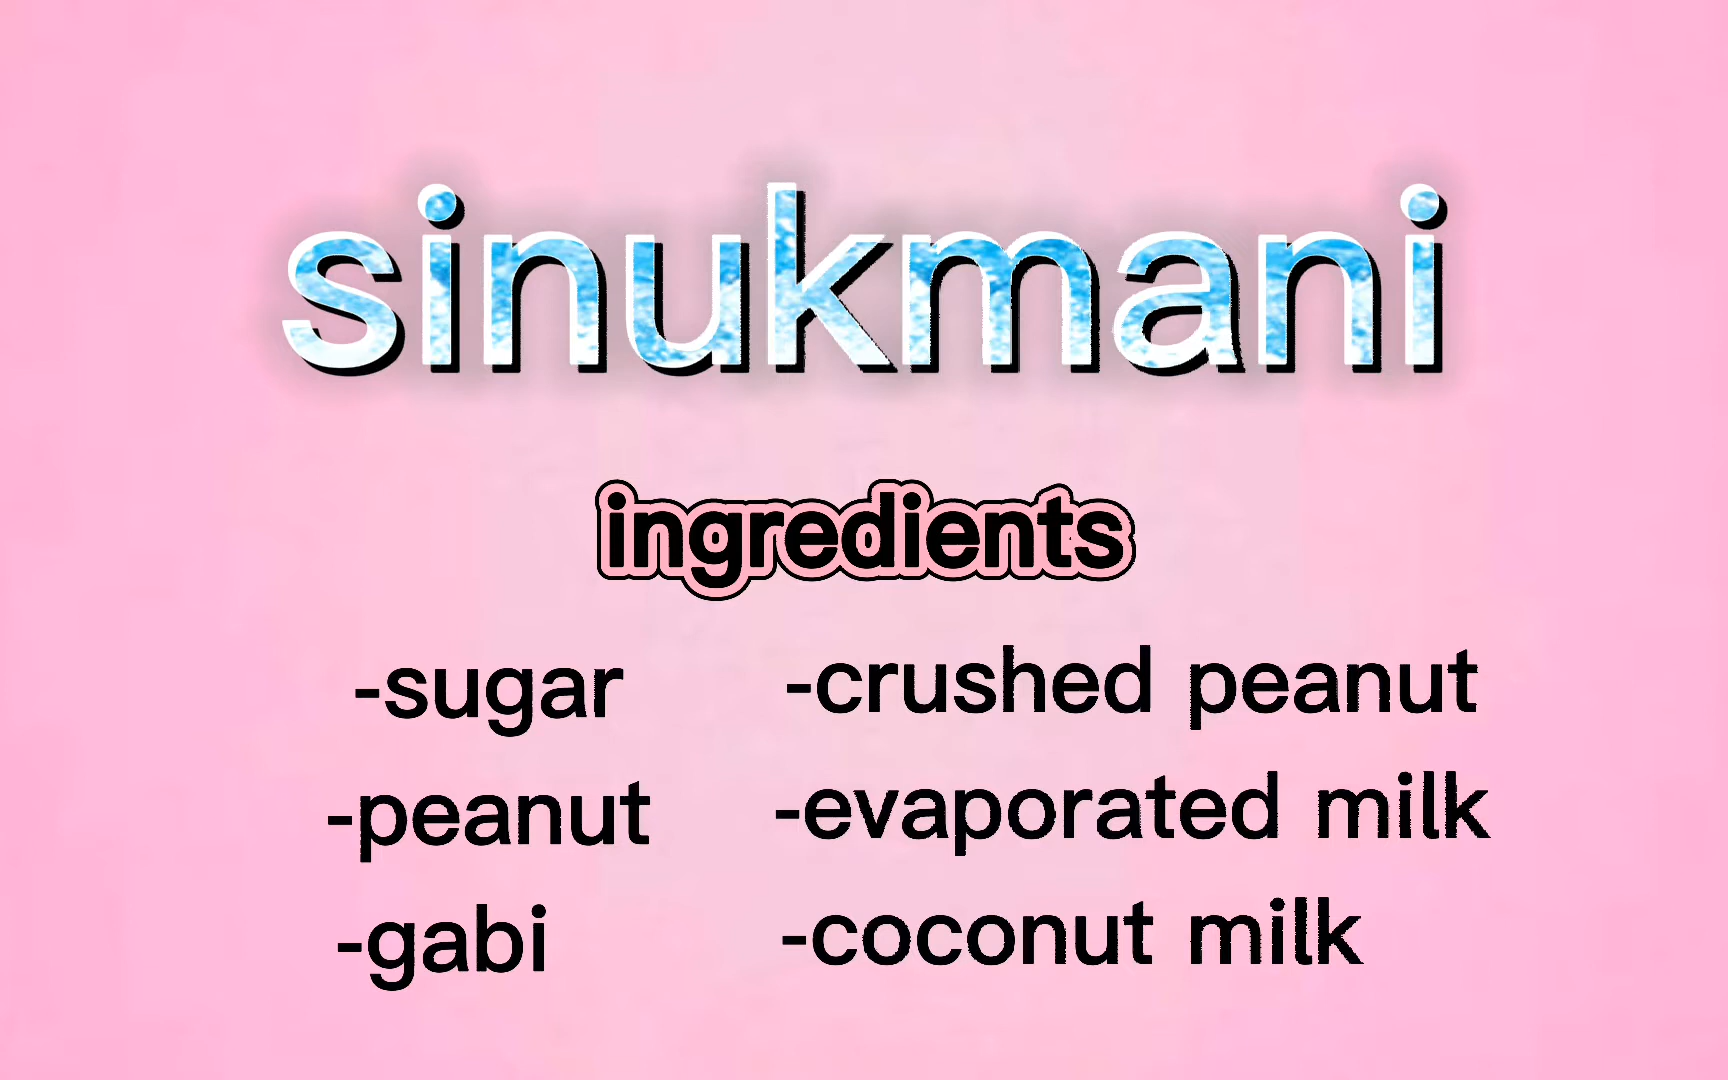 sinukmani
ingredients
-sugar
-peanut
-gabi
-crushed peanut
-evaporated milk
-coconut milk